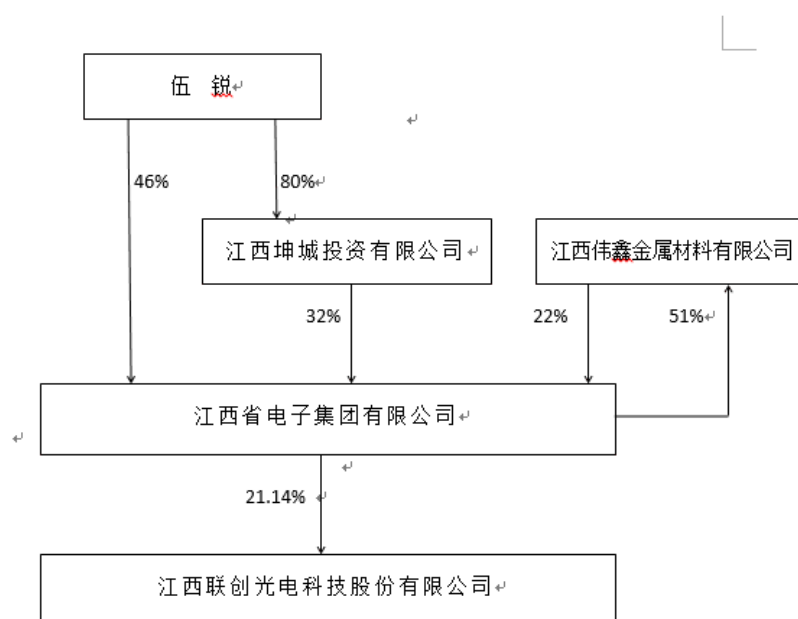 伍 锐
46%
80%
江西坤城投资有限公司
江西伟鑫金属材料有限公司
32%
22%
51%
江西省电子集团有限公司
21.14%
江西联创光电科技股份有限公司